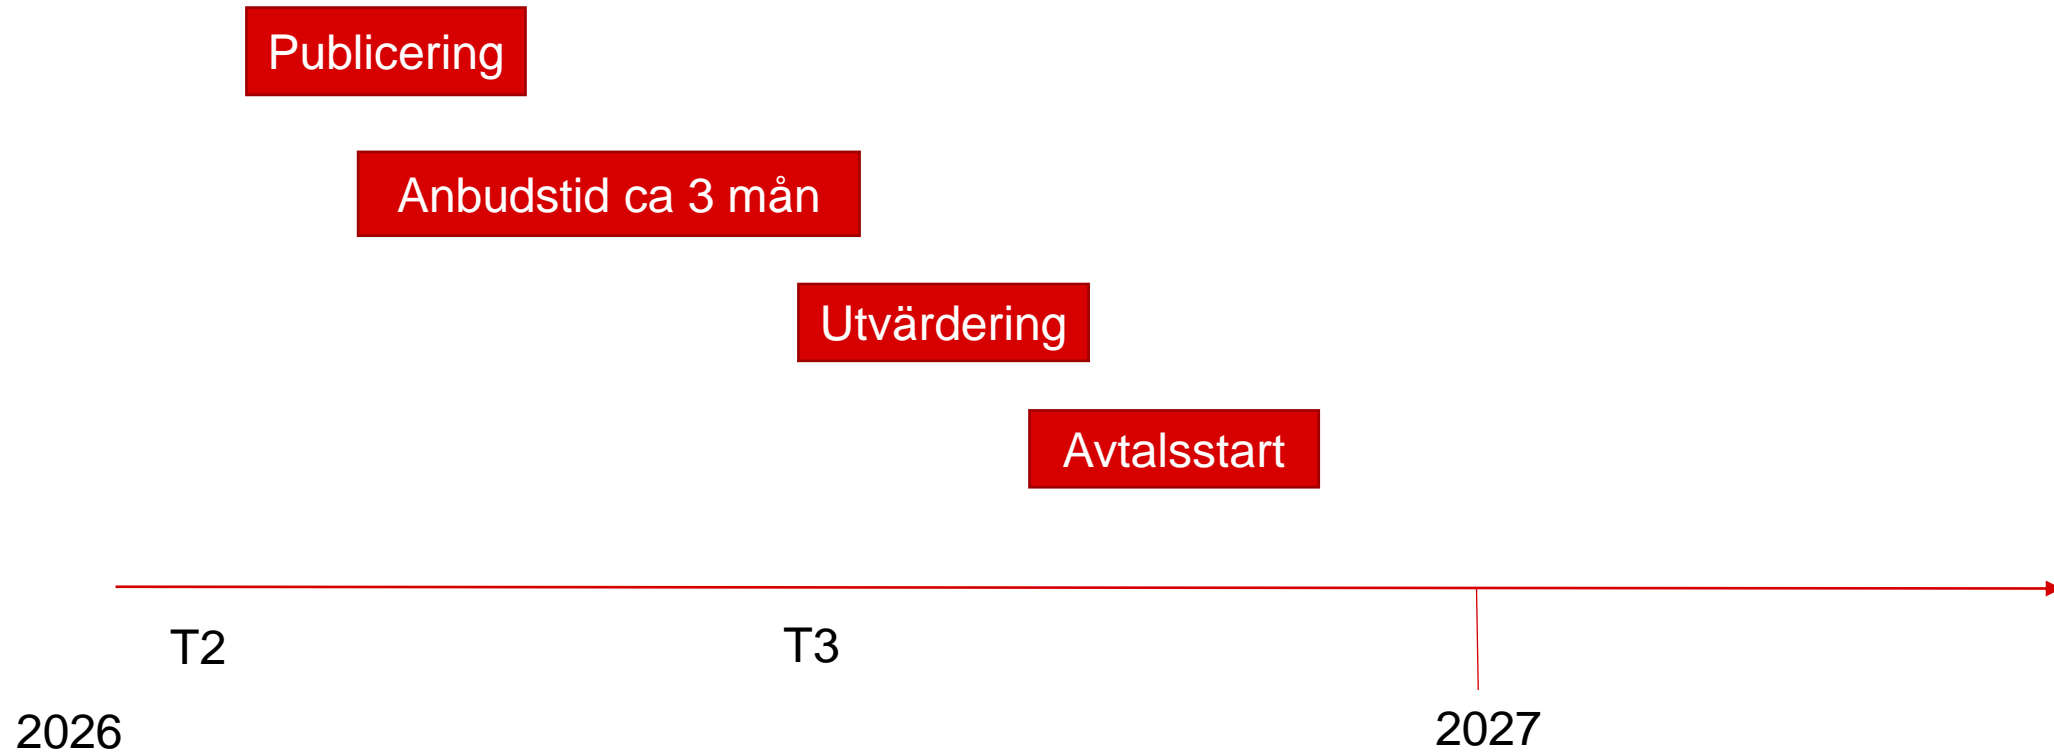 Publicering
Anbudstid ca 3 mån
Utvärdering
Avtalsstart
T2
T3
2026
2027